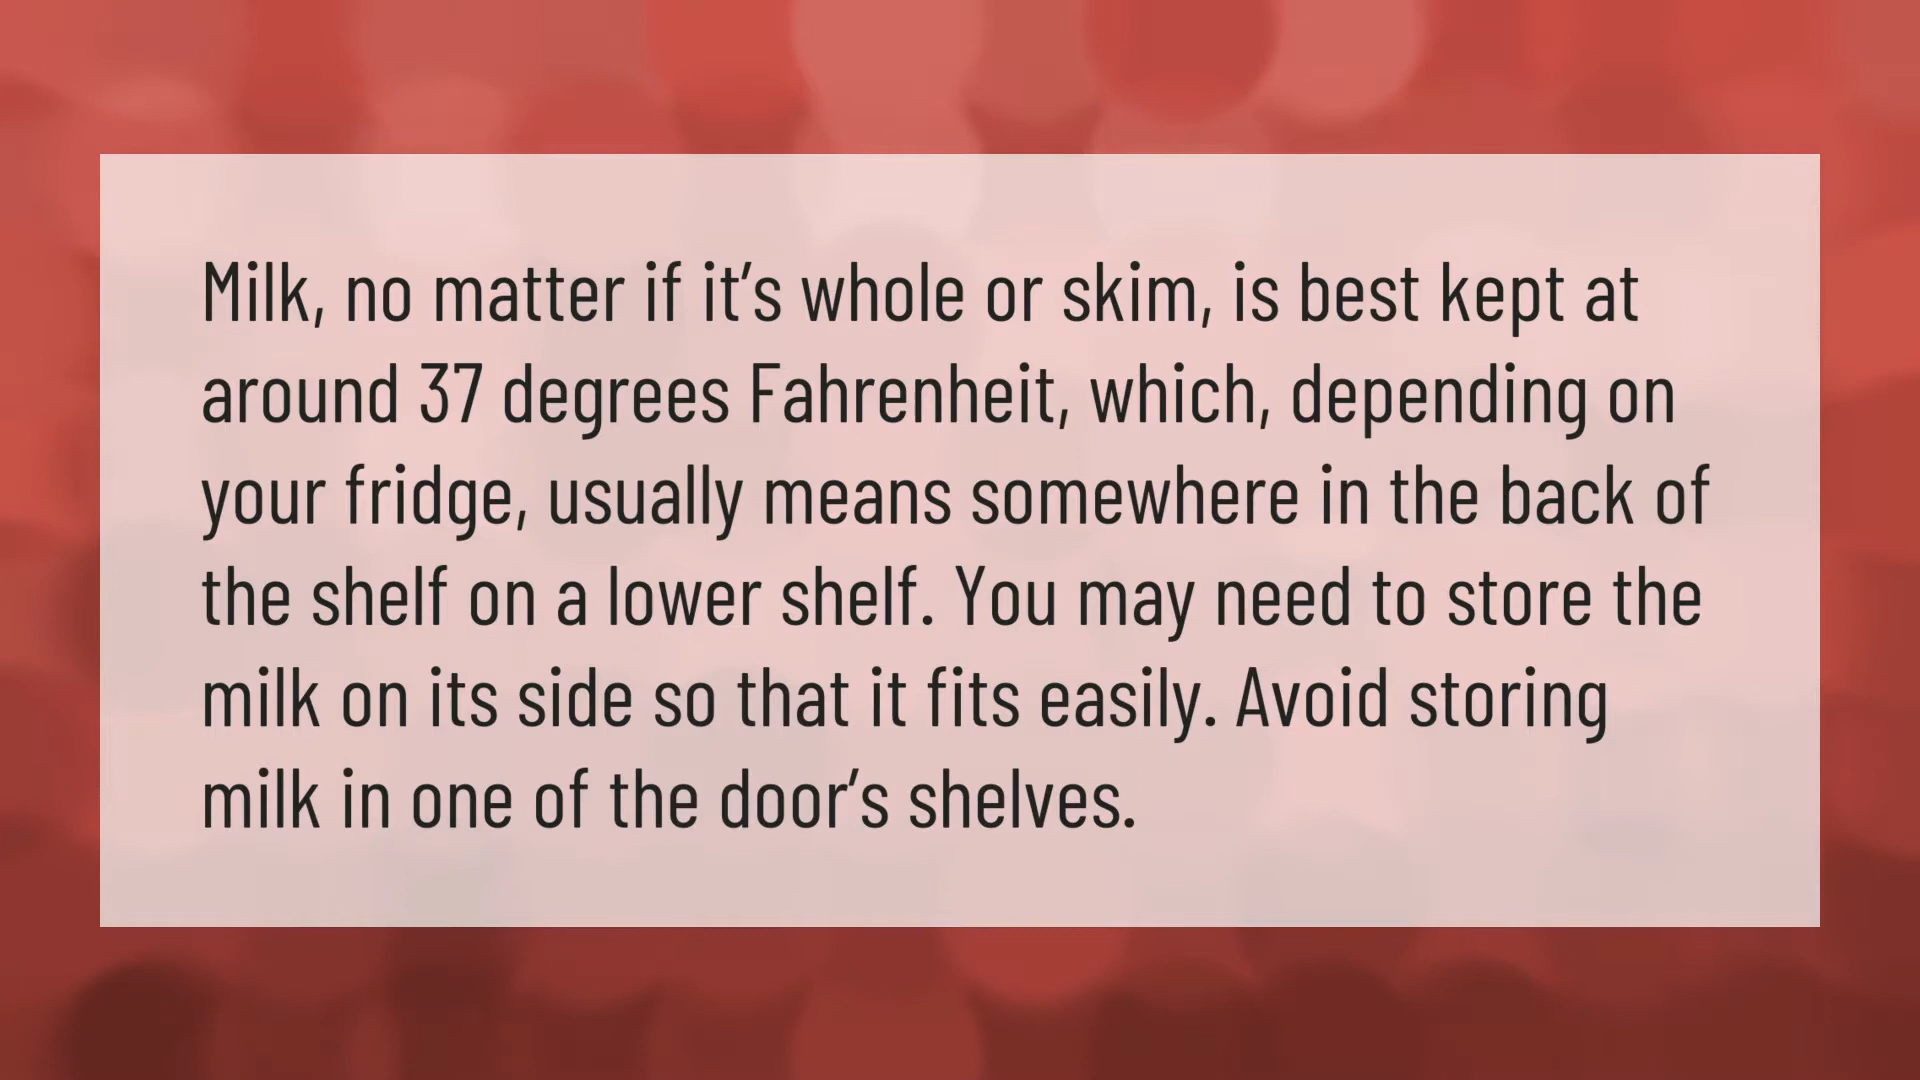 Milk, no matter if it’s whole or skim, is best kept at
around 37 degrees Fahrenheit, which, depending on
your fridge, usually means somewhere in the back of
the shelf on a lower shelf. You may need to store the
milk on its side so that it fits easily. Avoid storing
milk in one of the door’s shelves.